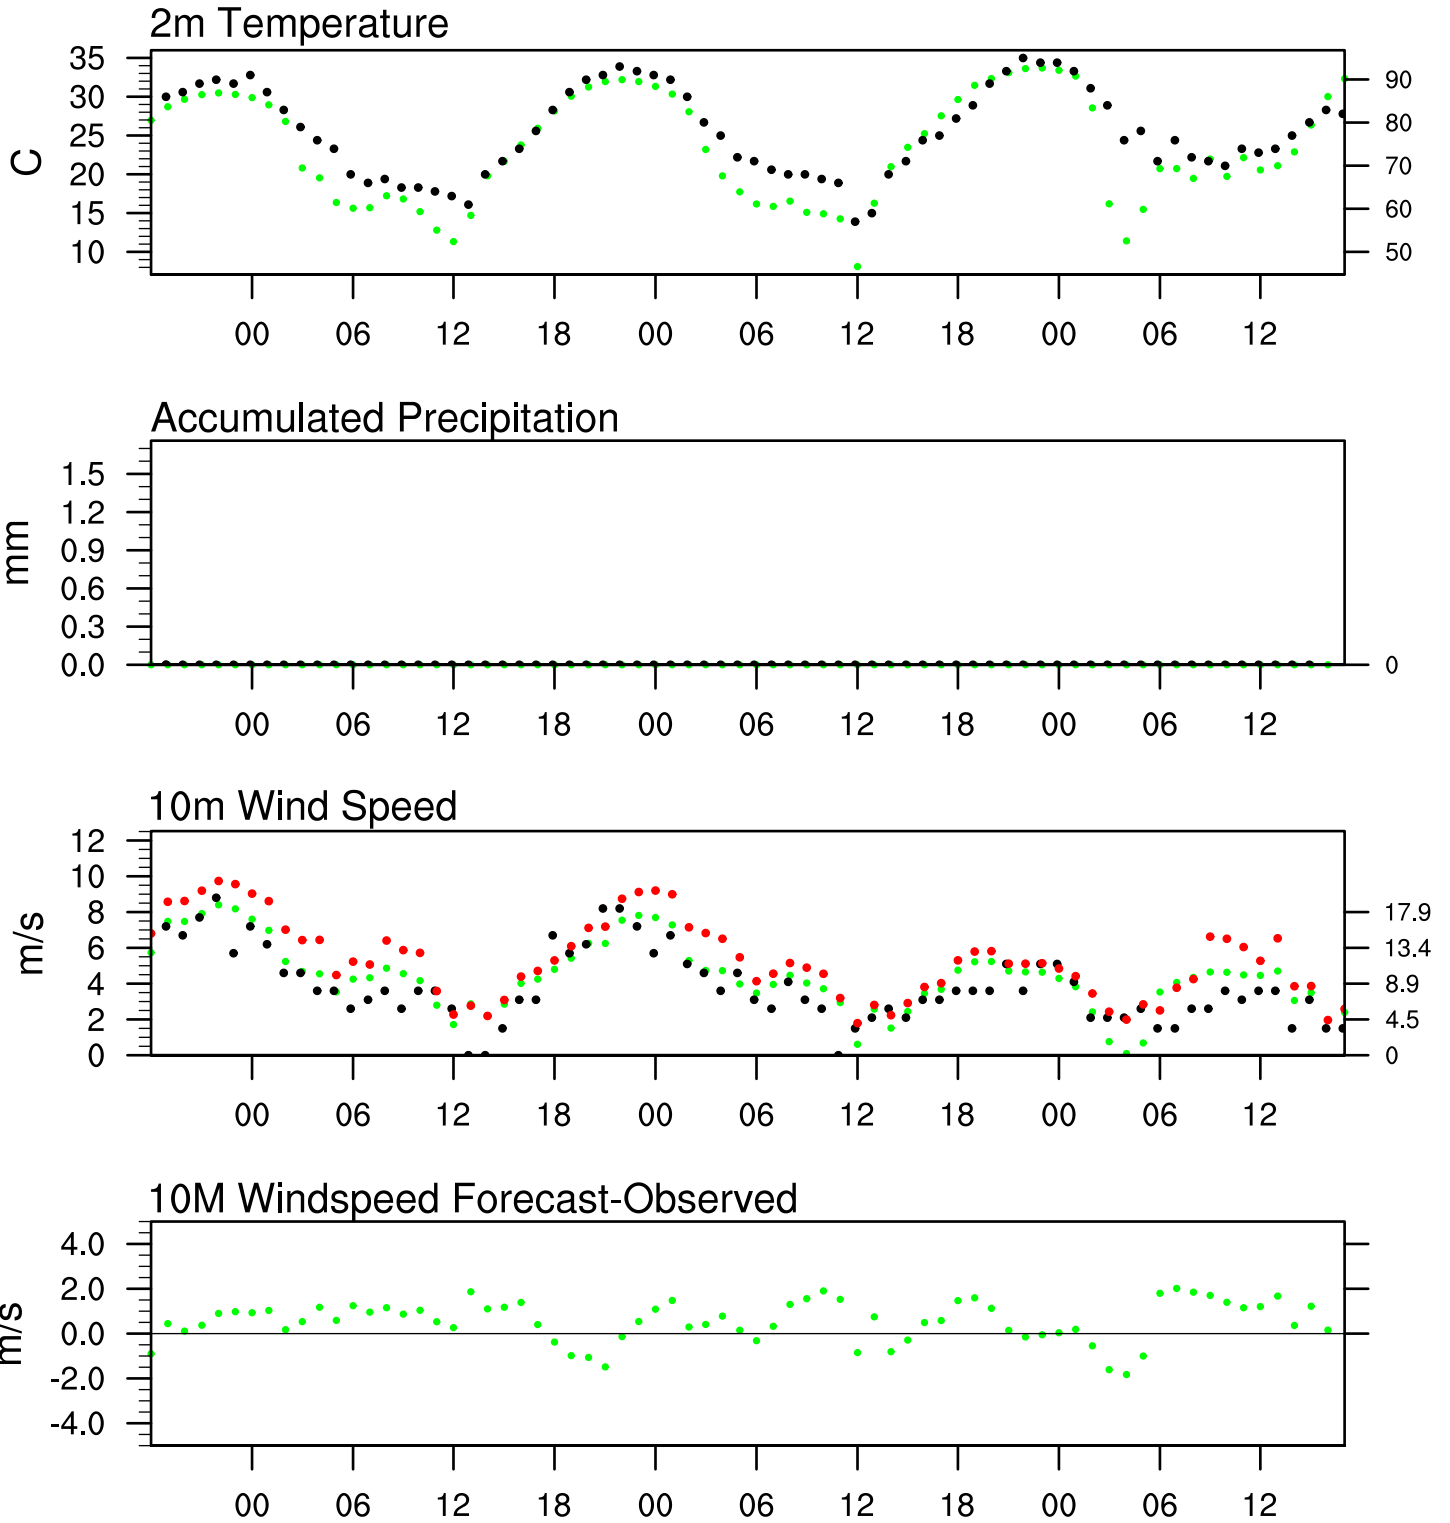 2m Temperature
35
30
25
20
15
10
C
90
80
70
60
50
00 06 12 18 00 06 12 18 00 06 12
Accumulated Precipitation
1.5
1.2
0.9
0.6
0.3
0.0
mm
0
00 06 12 18 00 06 12 18 00 06 12
10m Wind Speed
12
10
8
6
4
2
0
m/s
17.9
13.4
8.9
4.5
0
00 06 12 18 00 06 12 18 00 06 12
10M Windspeed Forecast-Observed
4.0
2.0
0.0
-2.0
-4.0
m/s
00 06 12 18 00 06 12 18 00 06 12